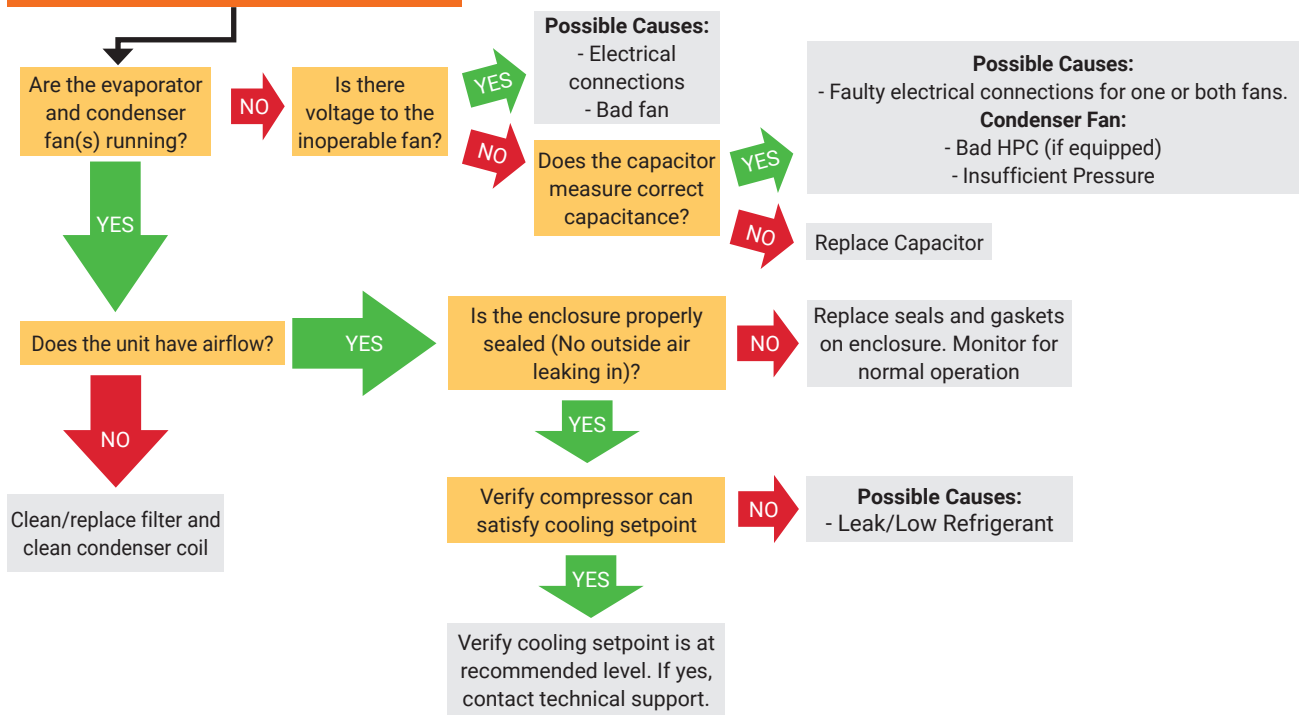 Are the evaporator
and condenser
fan(s) running?
NO
Is there
voltage to the
inoperable fan?
YES
Possible Causes:
- Electrical
connections
- Bad fan
NO
Does the capacitor
measure correct
capacitance?
YES
Possible Causes:
- Faulty electrical connections for one or both fans.
Condenser Fan:
- Bad HPC (if equipped)
- Insufficient Pressure
NO
Replace Capacitor
YES
Does the unit have airflow?
YES
Is the enclosure properly
sealed (No outside air
leaking in)?
NO
Replace seals and gaskets
on enclosure. Monitor for
normal operation
NO
Clean/replace filter and
clean condenser coil
YES
Verify compressor can
satisfy cooling setpoint
NO
Possible Causes:
- Leak/Low Refrigerant
YES
Verify cooling setpoint is at
recommended level. If yes,
contact technical support.